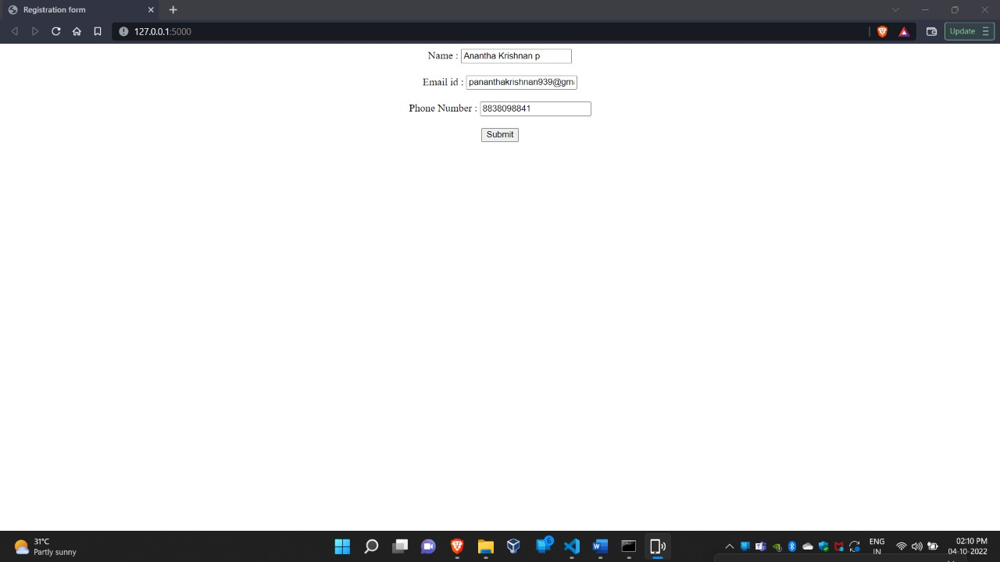 Registration form
127.0.0.1:5000
Update
Name : Anantha Krishnan p
Email id : pananthakrishnan939@gm
Phone Number : 8838098841
Submit
31°C
Partly sunny
6
ENG
IN
02:10 PM
04-10-2022